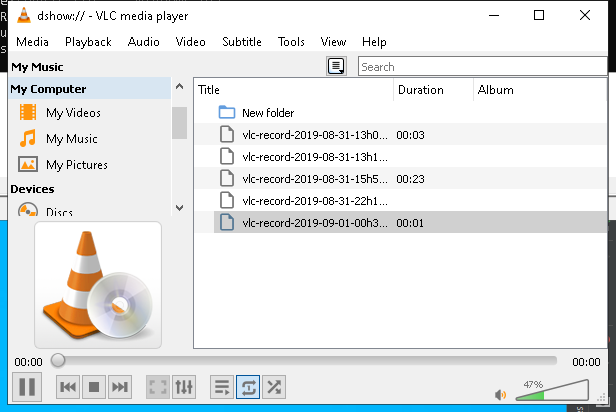 dshow:// - VLC media player
Media Playback Audio Video Subtitle Tools View Help
My Music
Search
My Computer
My Videos
My Music
My Pictures
Devices
Discs
Title Duration Album
New folder
vlc-record-2019-08-31-13h0... 00:03
vlc-record-2019-08-31-13h1...
vlc-record-2019-08-31-15h5... 00:23
vlc-record-2019-08-31-22h1...
vlc-record-2019-09-01-00h3... 00:01
00:00 00:00
47%